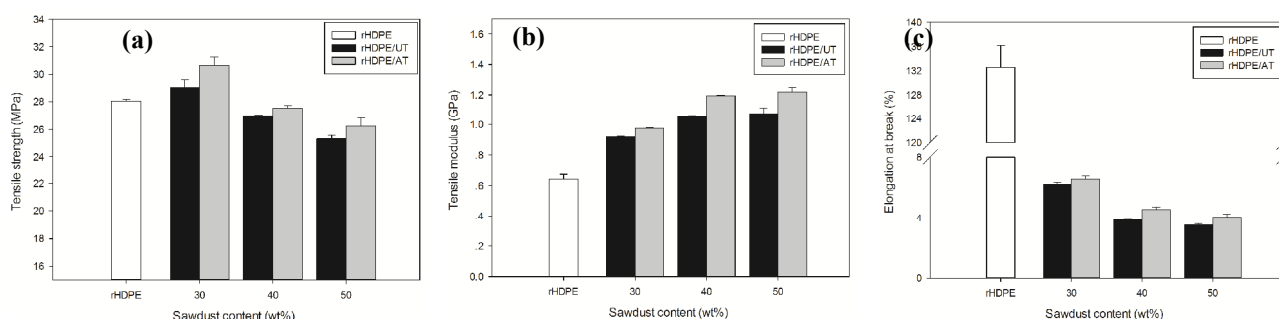 (a)
rHDPE
rHDPE/UT
rHDPE/AT
34
32
30
28
26
24
22
20
18
16
Tensile strength (MPa)
rHDPE 30 40 50
Sawdust content (wt%)
(b)
rHDPE
rHDPE/UT
rHDPE/AT
1.8
1.6
1.4
1.2
1.0
.8
.6
.4
.2
0.0
Tensile modulus (GPa)
rHDPE 30 40 50
Sawdust content (wt%)
(c)
rHDPE
rHDPE/UT
rHDPE/AT
140
136
132
128
124
120
8
4
0
Elongation at break (%)
rHDPE 30 40 50
Sawdust content (wt%)